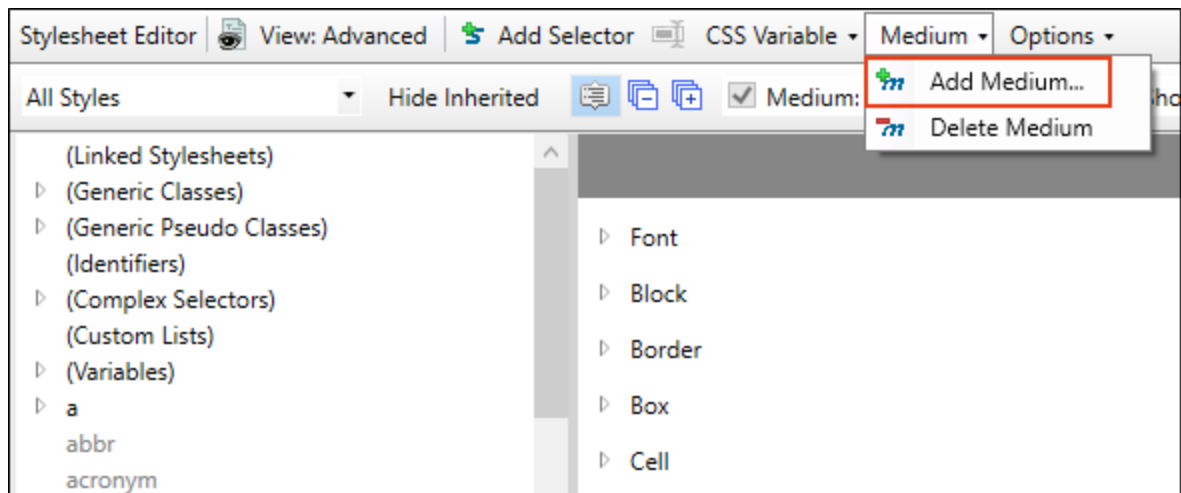 Stylesheet Editor View: Advanced Add Selector CSS Variable Medium Options
Add Medium...
All Styles Hide Inherited Medium:
Delete Medium
(Linked Stylesheets)
(Generic Classes)
(Generic Pseudo Classes)
(Identifiers)
(Complex Selectors)
(Custom Lists)
(Variables)
a
abbr
acronym
Font
Block
Border
Box
Cell